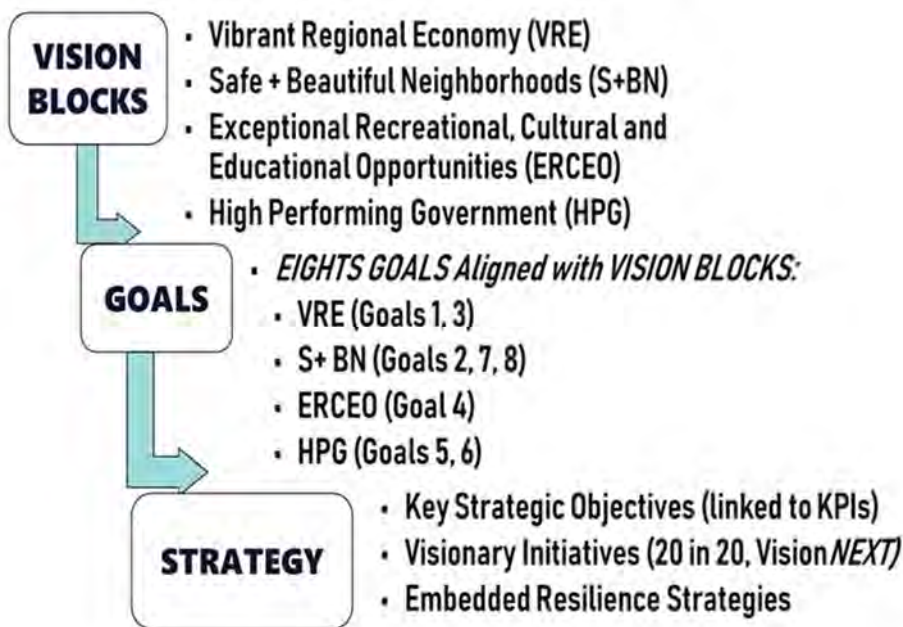 VISION
BLOCKS
▪ Vibrant Regional Economy (VRE)
▪ Safe + Beautiful Neighborhoods (S+BN)
▪ Exceptional Recreational, Cultural and
Educational Opportunities (ERCEO)
▪ High Performing Government (HPG)
GOALS
▪ EIGHTS GOALS Aligned with VISION BLOCKS:
▪ VRE (Goals 1, 3)
▪ S+ BN (Goals 2, 7, 8)
▪ ERCEO (Goal 4)
▪ HPG (Goals 5, 6)
STRATEGY
▪ Key Strategic Objectives (linked to KPIs)
▪ Visionary Initiatives (20 in 20, VisionNEXT)
▪ Embedded Resilience Strategies